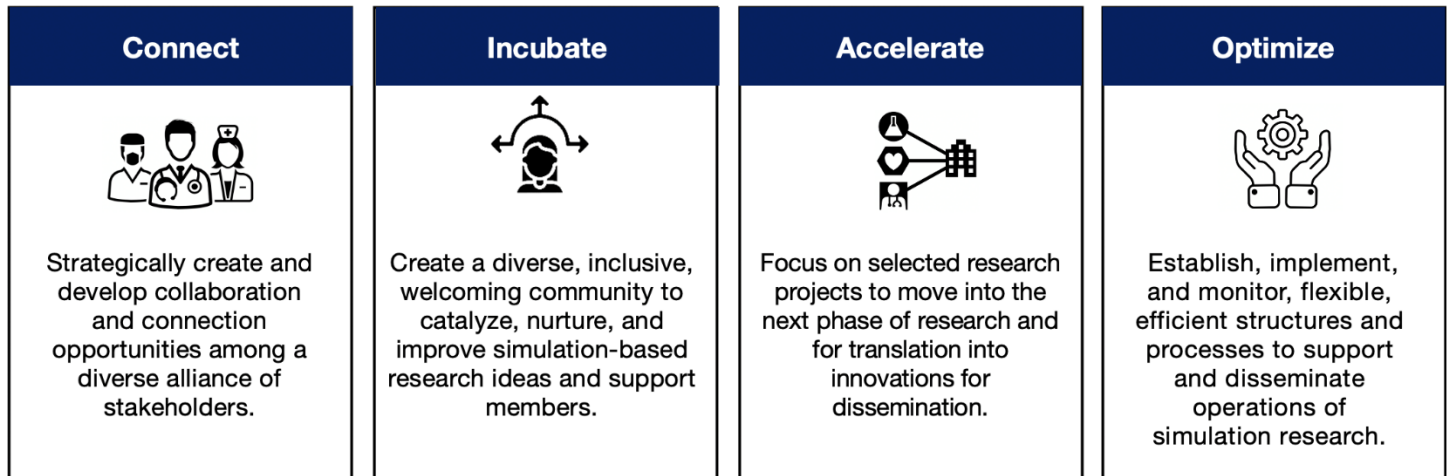 Connect
Strategically create and
develop collaboration
and connection
opportunities among a
diverse alliance of
stakeholders.
Incubate
Create a diverse, inclusive,
welcoming community to
catalyze, nurture, and
improve simulation-based
research ideas and support
members.
Accelerate
Focus on selected research
projects to move into the
next phase of research and
for translation into
innovations for
dissemination.
Optimize
Establish, implement,
and monitor, flexible,
efficient structures and
processes to support
and disseminate
operations of
simulation research.